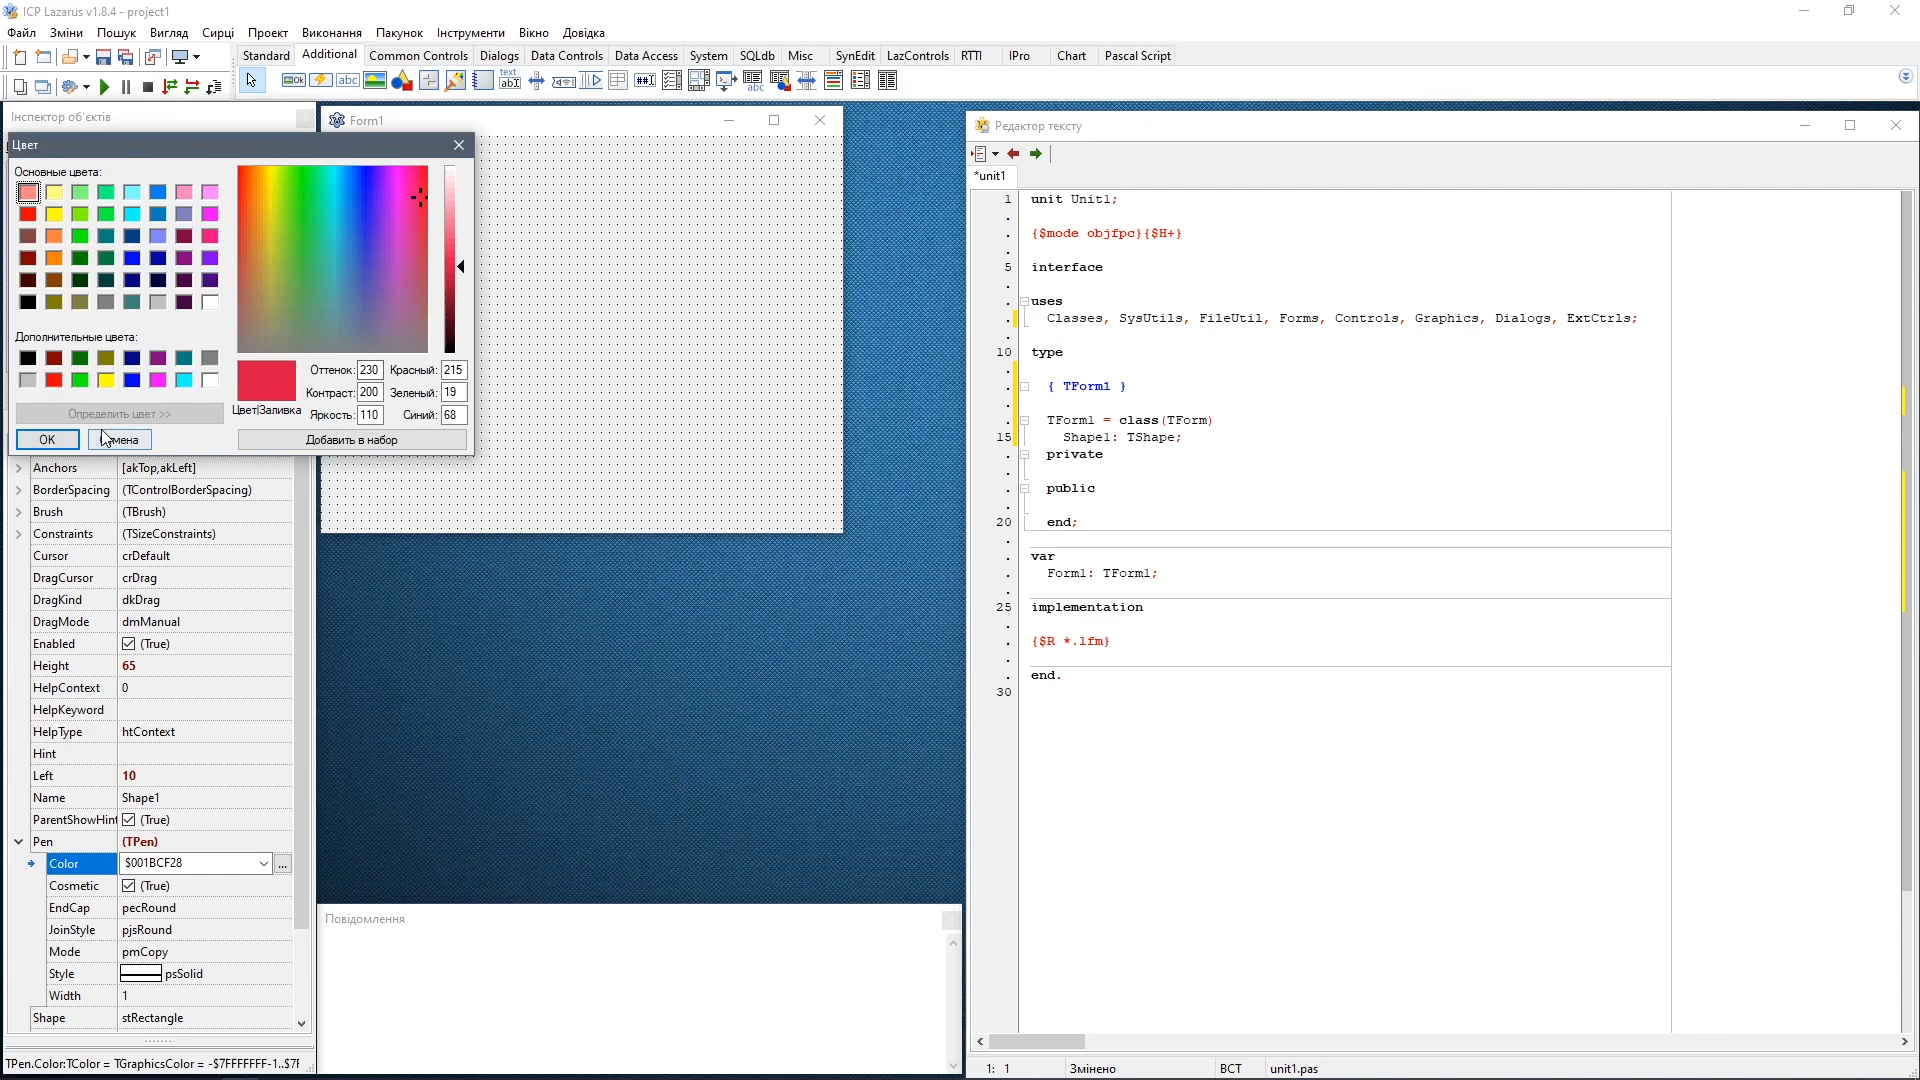 ІСР Lazarus v1.8.4 - project1
Файл Зміни Пошук Вигляд Сирці Проект Виконання Пакунок Інструменти Вікно Довідка
Standard Additional Common Controls Dialogs Data Controls Data Access System SQLdb Misc SynEdit LazControls RTTI IPro Chart Pascal Script
Інспектор об'єктів
Цвет
Основные цвета:
Дополнительные цвета:
Определить цвет >>
OK
Цвет|Заливка
Оттенок: 230 Красный: 215
Контраст: 200 Зеленый: 19
Яркость: 110 Синий: 68
Добавить в набор
Anchors [akTop,akLeft]
BorderSpacing (TControlBorderSpacing)
Brush (TBrush)
Constraints (TSizeConstraints)
Cursor crDefault
DragCursor crDrag
DragKind dkDrag
DragMode dmManual
Enabled (True)
Height 65
HelpContext 0
HelpKeyword
HelpType htContext
Hint
Left 10
Name Shape1
ParentShowHint (True)
Pen (TPen)
Color $001BCF28 ...
Cosmetic (True)
EndCap pecRound
JoinStyle pjsRound
Mode pmCopy
Style psSolid
Width 1
Shape stRectangle
TPen.Color:TColor = TGraphicsColor = -$7FFFFFFF-1..$7F
Form1
Повідомлення
Редактор тексту
*unit1
1 unit Unit1;
{$mode objfpc}{$H+}
5 interface
uses
Classes, SysUtils, FileUtil, Forms, Controls, Graphics, Dialogs, ExtCtrls;
10 type
{ TForm1 }
TForm1 = class(TForm)
15 Shape1: TShape;
private
public
20 end;
var
Form1: TForm1;
25 implementation
{$R *.lfm}
end.
30
1: 1 Змінено ВСТ unit1.pas